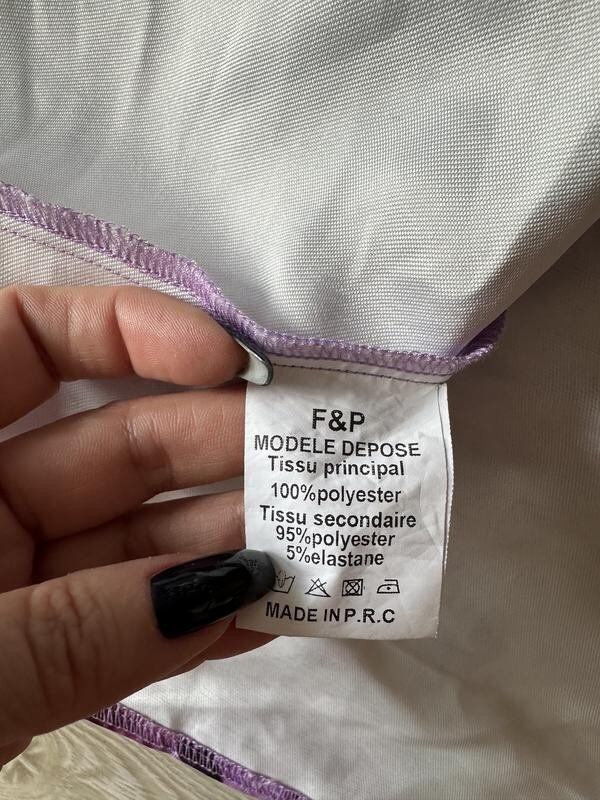 F&P
MODELE DEPOSE
Tissu principal
100%polyester
Tissu secondaire
95%polyester
5%elastane
MADE IN P.R.C